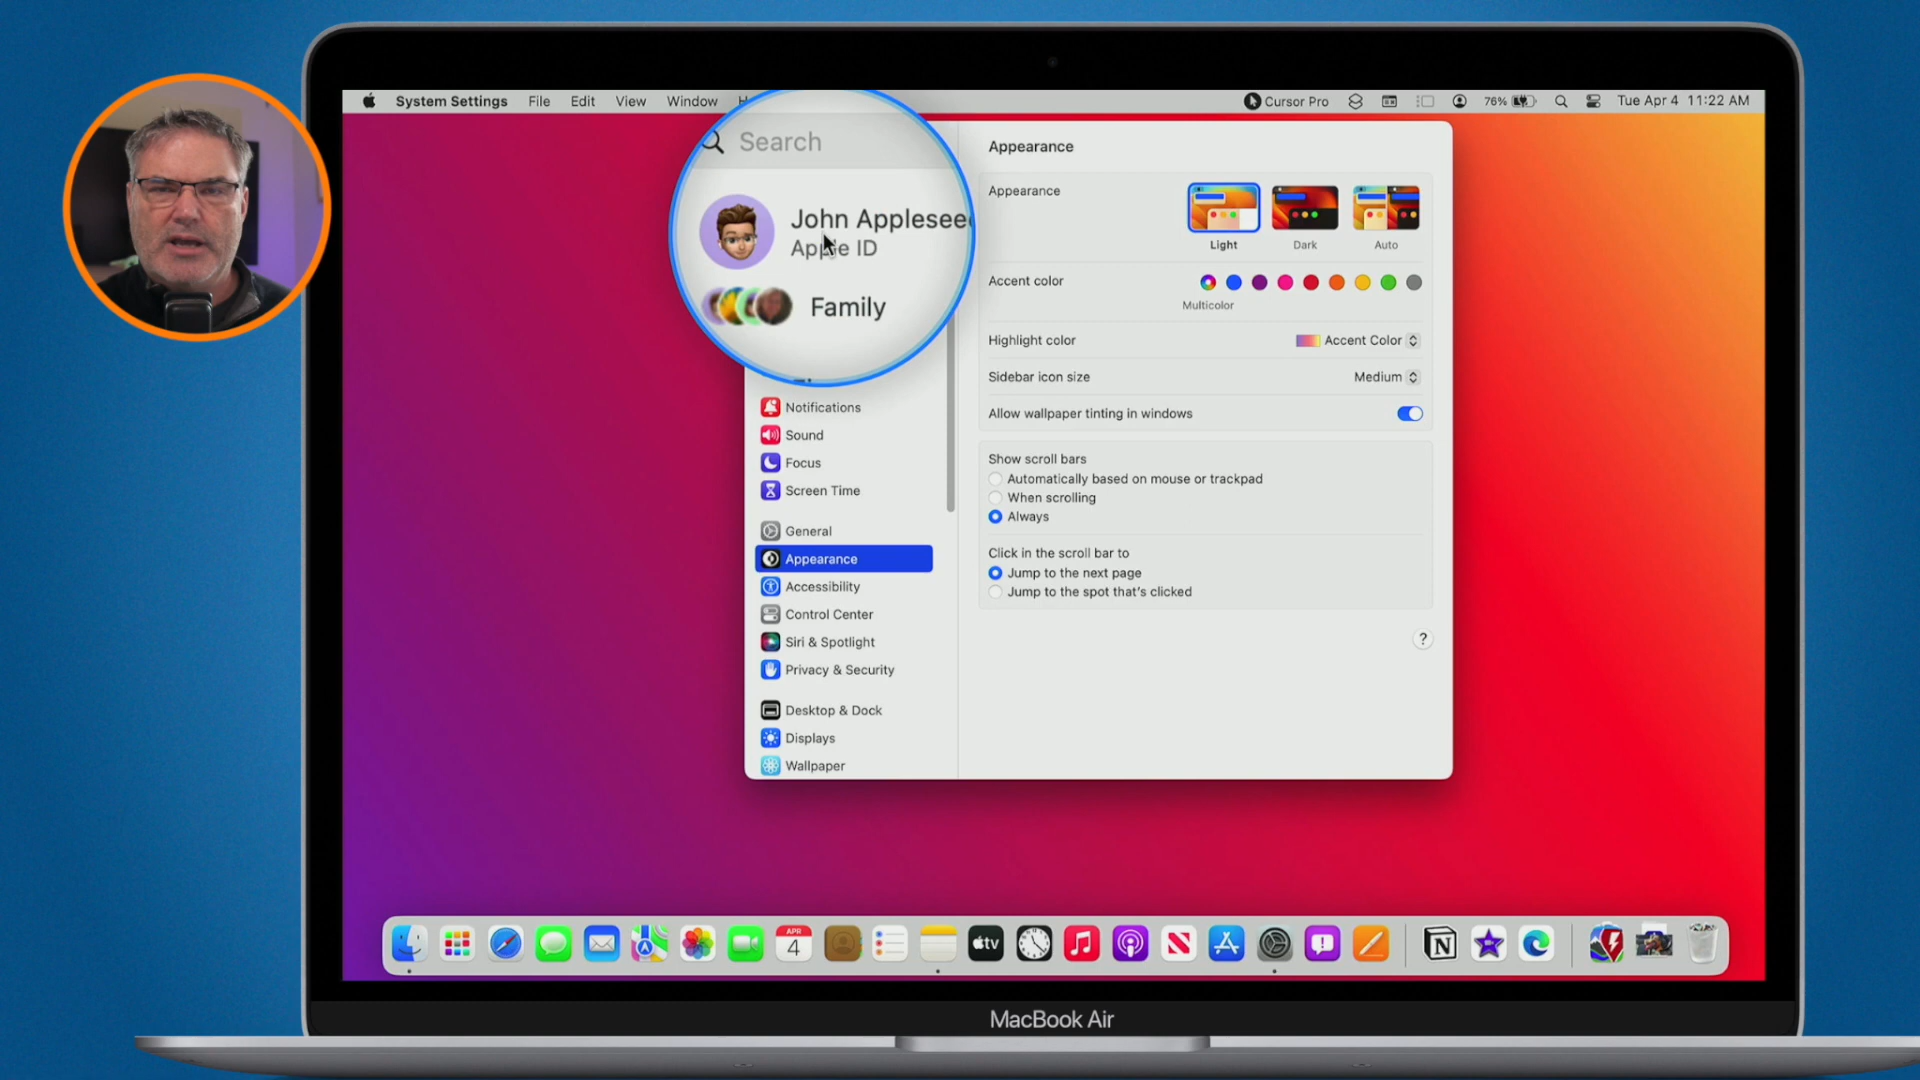 System Settings File Edit View Window H
Cursor Pro 76% Tue Apr 4 11:22 AM
Search
John Appleseed
Apple ID
Family
Notifications
Sound
Focus
Screen Time
General
Appearance
Accessibility
Control Center
Siri & Spotlight
Privacy & Security
Desktop & Dock
Displays
Wallpaper
Appearance
Appearance
Light Dark Auto
Accent color
Multicolor
Highlight color Accent Color
Sidebar icon size Medium
Allow wallpaper tinting in windows
Show scroll bars
Automatically based on mouse or trackpad
When scrolling
Always
Click in the scroll bar to
Jump to the next page
Jump to the spot that's clicked
?
APR
4
tv
N
MacBook Air